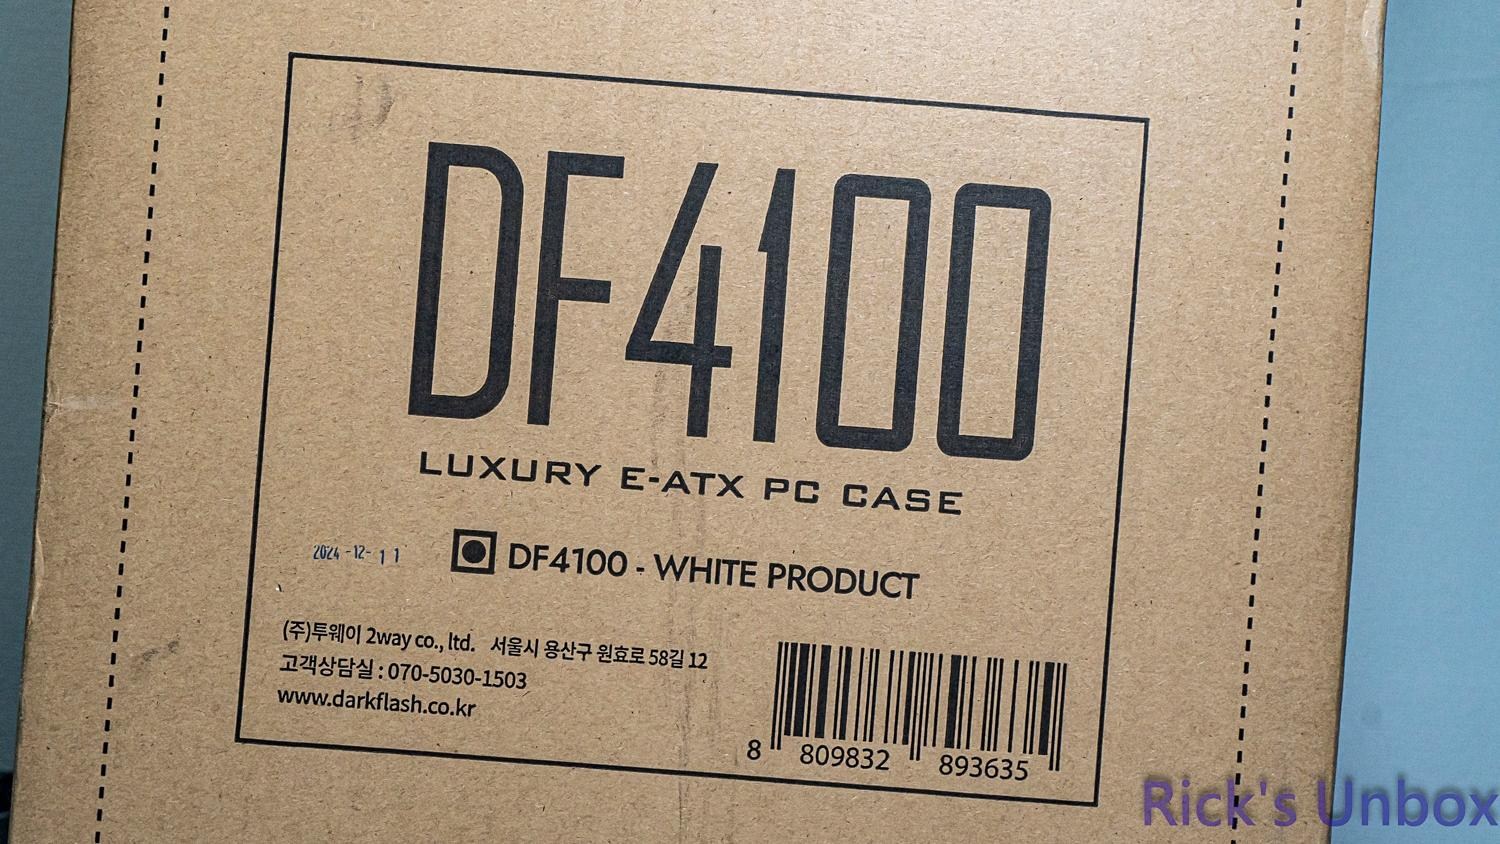 DF4100
LUXURY E-ATX PC CASE
2024-12-11
DF4100 - WHITE PRODUCT
(주)투웨이 2way co., ltd. 서울시 용산구 원효로 58길 12
고객상담실 : 070-5030-1503
www.darkflash.co.kr
8 809832 893635
Rick's Unbox